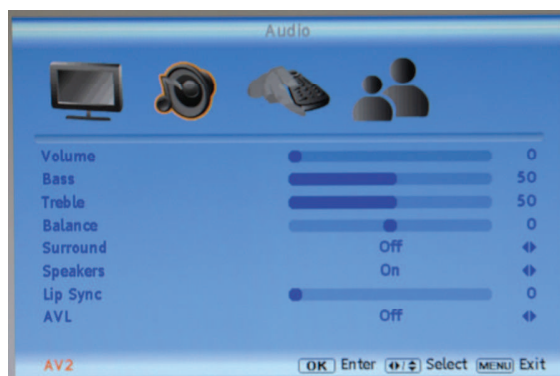 Audio
Volume 0
Bass 50
Treble 50
Balance 0
Surround Off
Speakers On
Lip Sync 0
AVL Off
AV2 OK Enter / Select MENU Exit